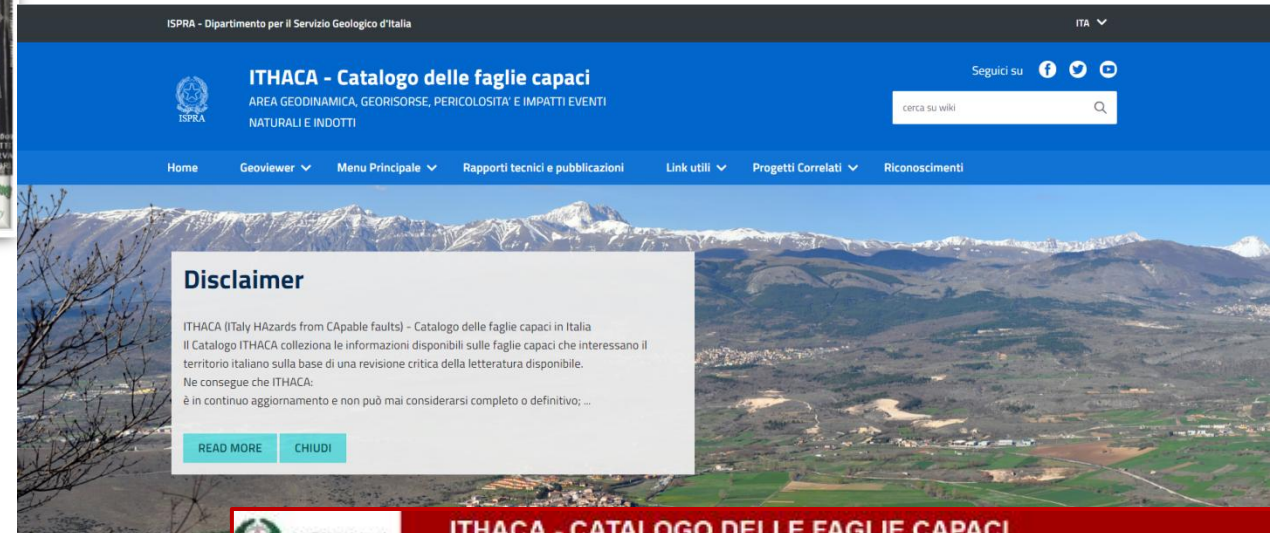 ISPRA - Dipartimento per il Servizio Geologico d'Italia
ITA
ITHACA - Catalogo delle faglie capaci
AREA GEODINAMICA, GEORISORSE, PERICOLOSITA' E IMPATTI EVENTI
NATURALI E INDOTTI
ISPRA
Seguici su
cerca su wiki
Home Geoviewer Menu Principale Rapporti tecnici e pubblicazioni Link utili Progetti Correlati Riconoscimenti
Disclaimer
ITHACA (ITaly HAzards from CApable faults) - Catalogo delle faglie capaci in Italia
Il Catalogo ITHACA colleziona le informazioni disponibili sulle faglie capaci che interessano il
territorio italiano sulla base di una revisione critica della letteratura disponibile.
Ne consegue che ITHACA:
è in continuo aggiornamento e non può mai considerarsi completo o definitivo; ...
READ MORE CHIUDI
ITHACA - CATALOGO DELLE FAGLIE CAPACI